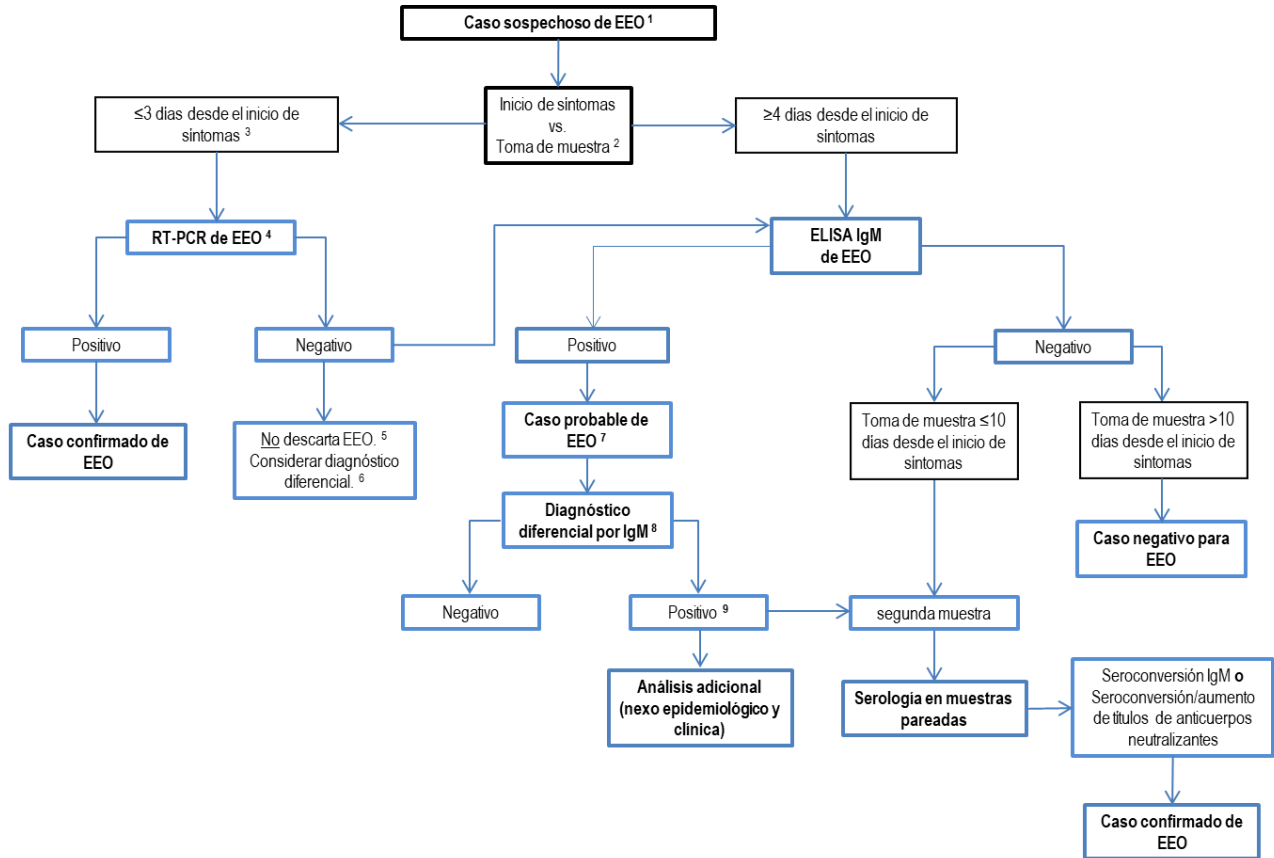 Caso sospechoso de EEO ¹
≤3 dias desde el inicio de
síntomas ³
Inicio de síntomas
vs.
Toma de muestra ²
≥4 días desde el inicio de
síntomas
RT-PCR de EEO ⁴
ELISA IgM
de EEO
Positivo
Negativo
Positivo
Negativo
Caso confirmado de
EEO
No descarta EEO. ⁵
Considerar diagnóstico
diferencial. ⁶
Caso probable de
EEO ⁷
Toma de muestra ≤10
días desde el inicio de
síntomas
Toma de muestra >10
días desde el inicio de
síntomas
Diagnóstico
diferencial por IgM ⁸
Caso negativo para
EEO
Negativo
Positivo ⁹
segunda muestra
Análisis adicional
(nexo epidemiológico y
clínica)
Serología en muestras
pareadas
Seroconversión IgM o
Seroconversión/aumento
de títulos de anticuerpos
neutralizantes
Caso confirmado de
EEO